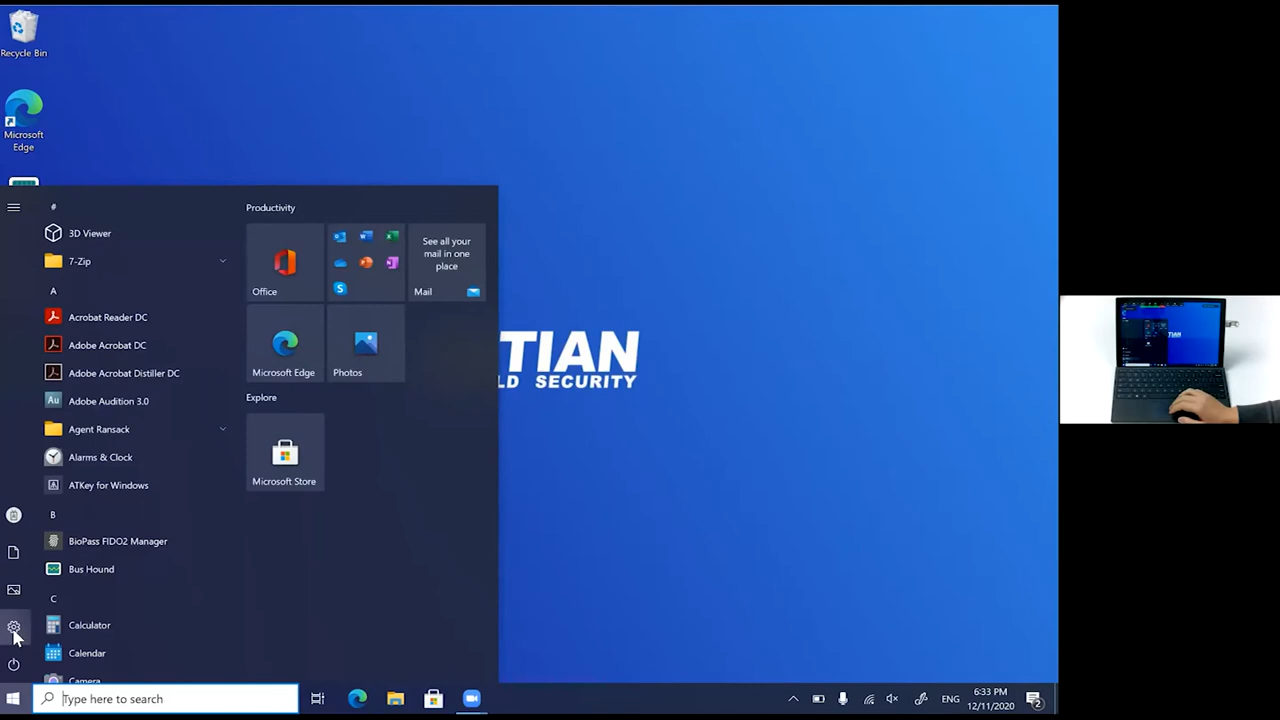 Recycle Bin
Microsoft
Edge
#
3D Viewer
7-Zip
A
Acrobat Reader DC
Adobe Acrobat DC
Adobe Acrobat Distiller DC
Au
Adobe Audition 3.0
Agent Ransack
Alarms & Clock
ATKey for Windows
B
BioPass FIDO2 Manager
Bus Hound
C
Calculator
Calendar
Camera
Productivity
Office
See all your
mail in one
place
Mail
Microsoft Edge
Photos
Explore
Microsoft Store
TIAN
LD SECURITY
Type here to search
ENG
6:33 PM
12/11/2020
2